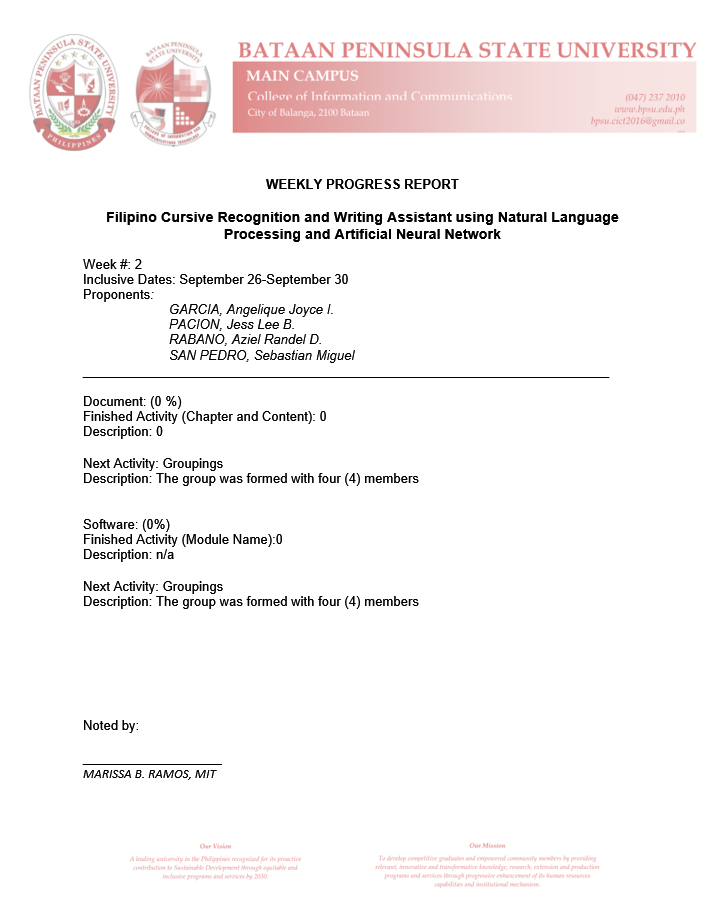 BATAAN PENINSULA STATE UNIVERSITY
MAIN CAMPUS
College of Information and Communications
City of Balanga, 2100 Bataan
(047) 237 2010
www.bpsu.edu.ph
bpsu.cict2016@gmail.co
BATAAN PENINSULA STATE UNIVERSITY
PHILIPPINES
BATAAN PENINSULA
STATE UNIVERSITY
WEEKLY PROGRESS REPORT
Filipino Cursive Recognition and Writing Assistant using Natural Language
Processing and Artificial Neural Network
Week #: 2
Inclusive Dates: September 26-September 30
Proponents:
GARCIA, Angelique Joyce I.
PACION, Jess Lee B.
RABANO, Aziel Randel D.
SAN PEDRO, Sebastian Miguel
Document: (0 %)
Finished Activity (Chapter and Content): 0
Description: 0
Next Activity: Groupings
Description: The group was formed with four (4) members
Software: (0%)
Finished Activity (Module Name):0
Description: n/a
Next Activity: Groupings
Description: The group was formed with four (4) members
Noted by:
MARISSA B. RAMOS, MIT
Our Vision
A leading university in the Philippines recognized for its proactive
contribution to Sustainable Development through equitable and
inclusive programs and services by 2030.
Our Mission
To develop competitive graduates and empowered community members by providing
relevant, innovative and transformative knowledge; research, extension and production
programs and services through progressive enhancement of its human resources
capabilities and institutional mechanism.